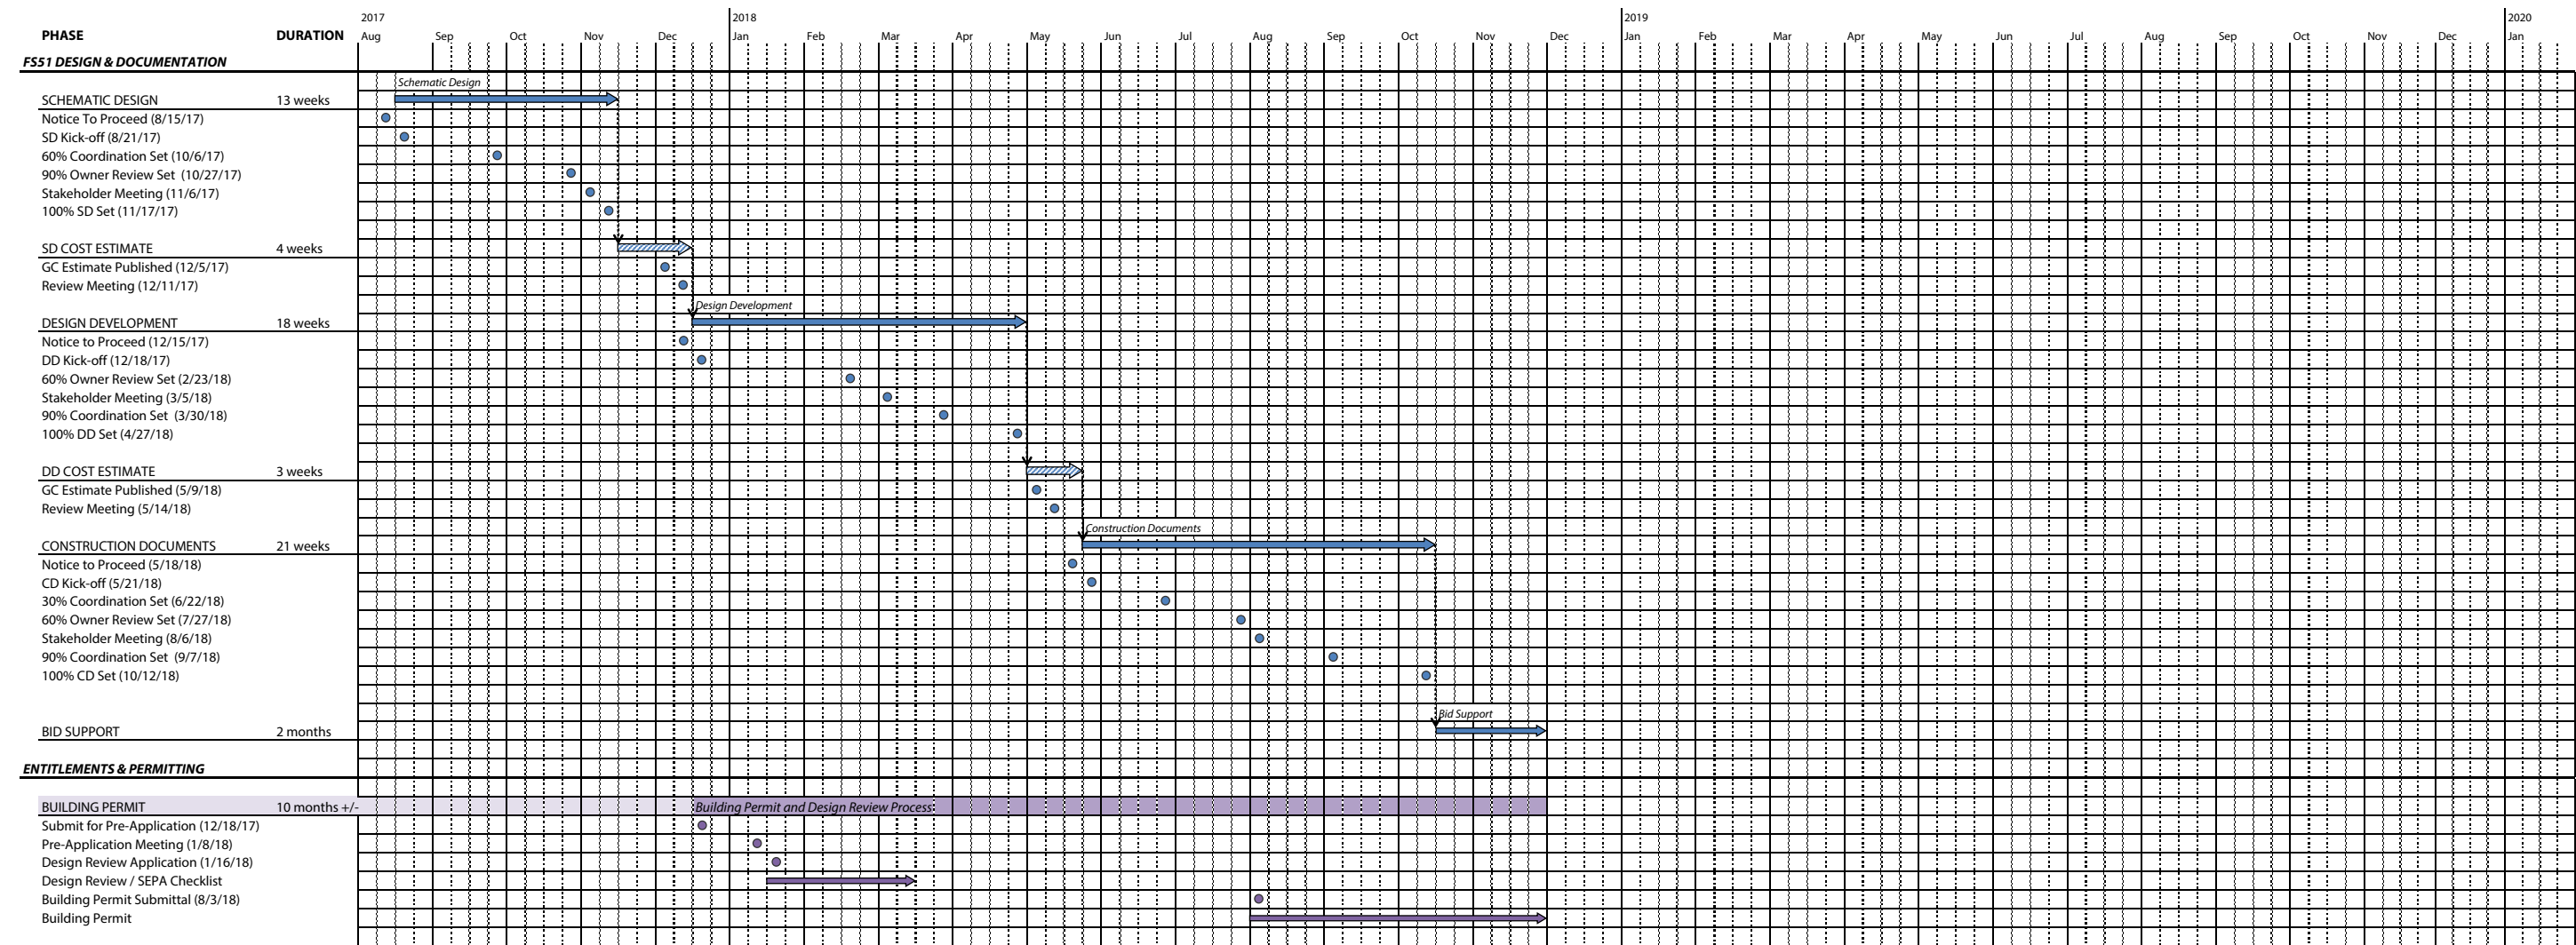 2017 2018 2019 2020
PHASE DURATION Aug Sep Oct Nov Dec Jan Feb Mar Apr May Jun Jul Aug Sep Oct Nov Dec Jan Feb Mar Apr May Jun Jul Aug Sep Oct Nov Dec Jan
FS51 DESIGN & DOCUMENTATION
Schematic Design
SCHEMATIC DESIGN 13 weeks
Notice To Proceed (8/15/17)
SD Kick-off (8/21/17)
60% Coordination Set (10/6/17)
90% Owner Review Set (10/27/17)
Stakeholder Meeting (11/6/17)
100% SD Set (11/17/17)
SD COST ESTIMATE 4 weeks
GC Estimate Published (12/5/17)
Review Meeting (12/11/17)
Design Development
DESIGN DEVELOPMENT 18 weeks
Notice to Proceed (12/15/17)
DD Kick-off (12/18/17)
60% Owner Review Set (2/23/18)
Stakeholder Meeting (3/5/18)
90% Coordination Set (3/30/18)
100% DD Set (4/27/18)
DD COST ESTIMATE 3 weeks
GC Estimate Published (5/9/18)
Review Meeting (5/14/18)
Construction Documents
CONSTRUCTION DOCUMENTS 21 weeks
Notice to Proceed (5/18/18)
CD Kick-off (5/21/18)
30% Coordination Set (6/22/18)
60% Owner Review Set (7/27/18)
Stakeholder Meeting (8/6/18)
90% Coordination Set (9/7/18)
100% CD Set (10/12/18)
Bid Support
BID SUPPORT 2 months
ENTITLEMENTS & PERMITTING
BUILDING PERMIT 10 months +/- Building Permit and Design Review Process
Submit for Pre-Application (12/18/17)
Pre-Application Meeting (1/8/18)
Design Review Application (1/16/18)
Design Review / SEPA Checklist
Building Permit Submittal (8/3/18)
Building Permit